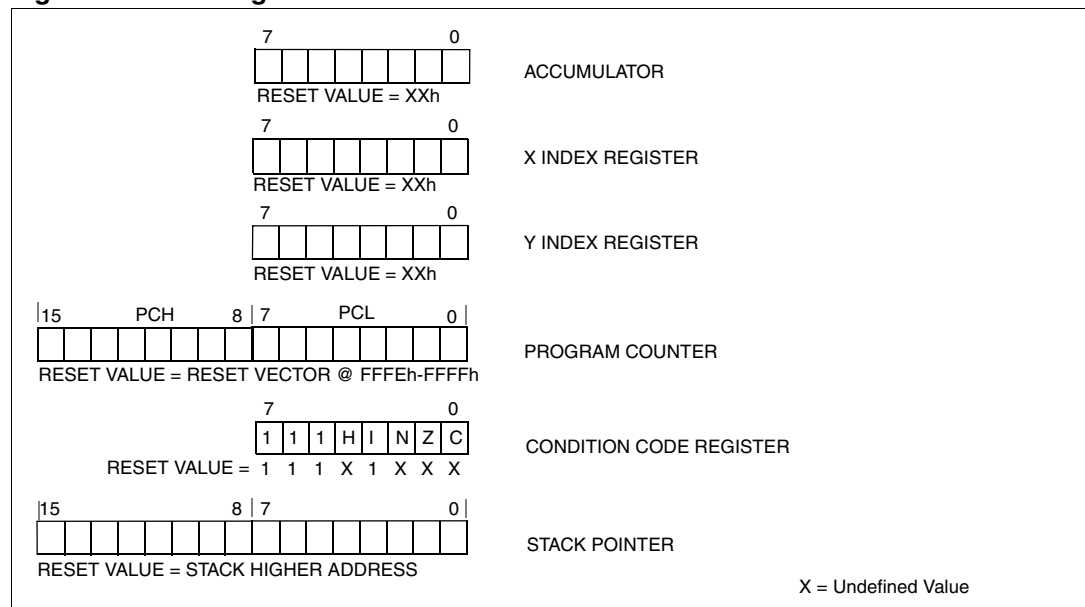 7 0
ACCUMULATOR
RESET VALUE = XXh
7 0
X INDEX REGISTER
RESET VALUE = XXh
7 0
Y INDEX REGISTER
RESET VALUE = XXh
15 PCH 8 7 PCL 0
PROGRAM COUNTER
RESET VALUE = RESET VECTOR @ FFFEh-FFFFh
7 0
1 1 1 H I N Z C
CONDITION CODE REGISTER
RESET VALUE = 1 1 1 X 1 X X X
15 8 7 0
STACK POINTER
RESET VALUE = STACK HIGHER ADDRESS
X = Undefined Value